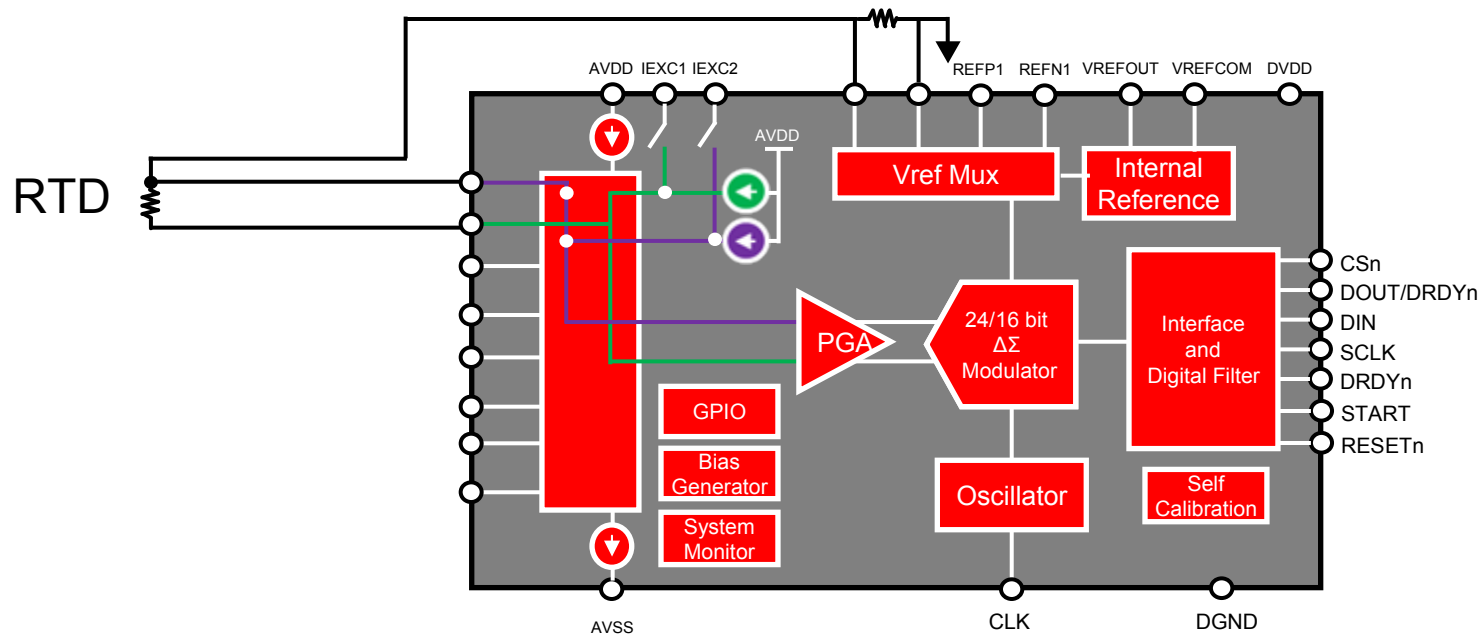 AVDD
IEXC1
IEXC2
REFP1
REFN1
VREFOUT
VREFCOM
DVDD
AVDD
Vref Mux
Internal
Reference
RTD
CSn
DOUT/DRDYn
DIN
SCLK
DRDYn
START
RESETn
PGA
24/16 bit
ΔΣ
Modulator
Interface
and
Digital Filter
GPIO
Bias
Generator
System
Monitor
Oscillator
Self
Calibration
AVSS
CLK
DGND